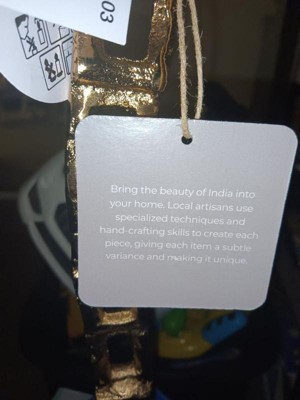 03
Bring the beauty of India into
your home. Local artisans use
specialized techniques and
hand-crafting skills to create each
piece, giving each item a subtle
variance and making it unique.